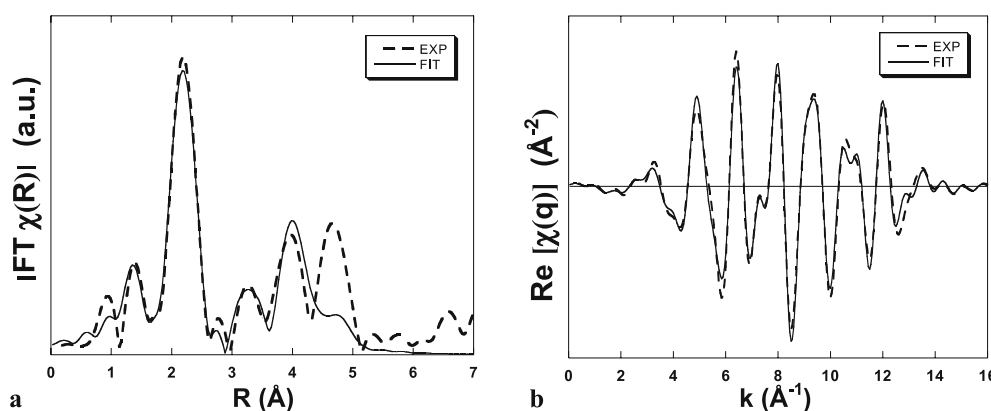 |FT χ(R)| (a.u.)
EXP
FIT
0 1 2 3 4 5 6 7
R (Å)
a
Re [χ(q)] (Å-2)
EXP
FIT
0 2 4 6 8 10 12 14 16
k (Å-1)
b